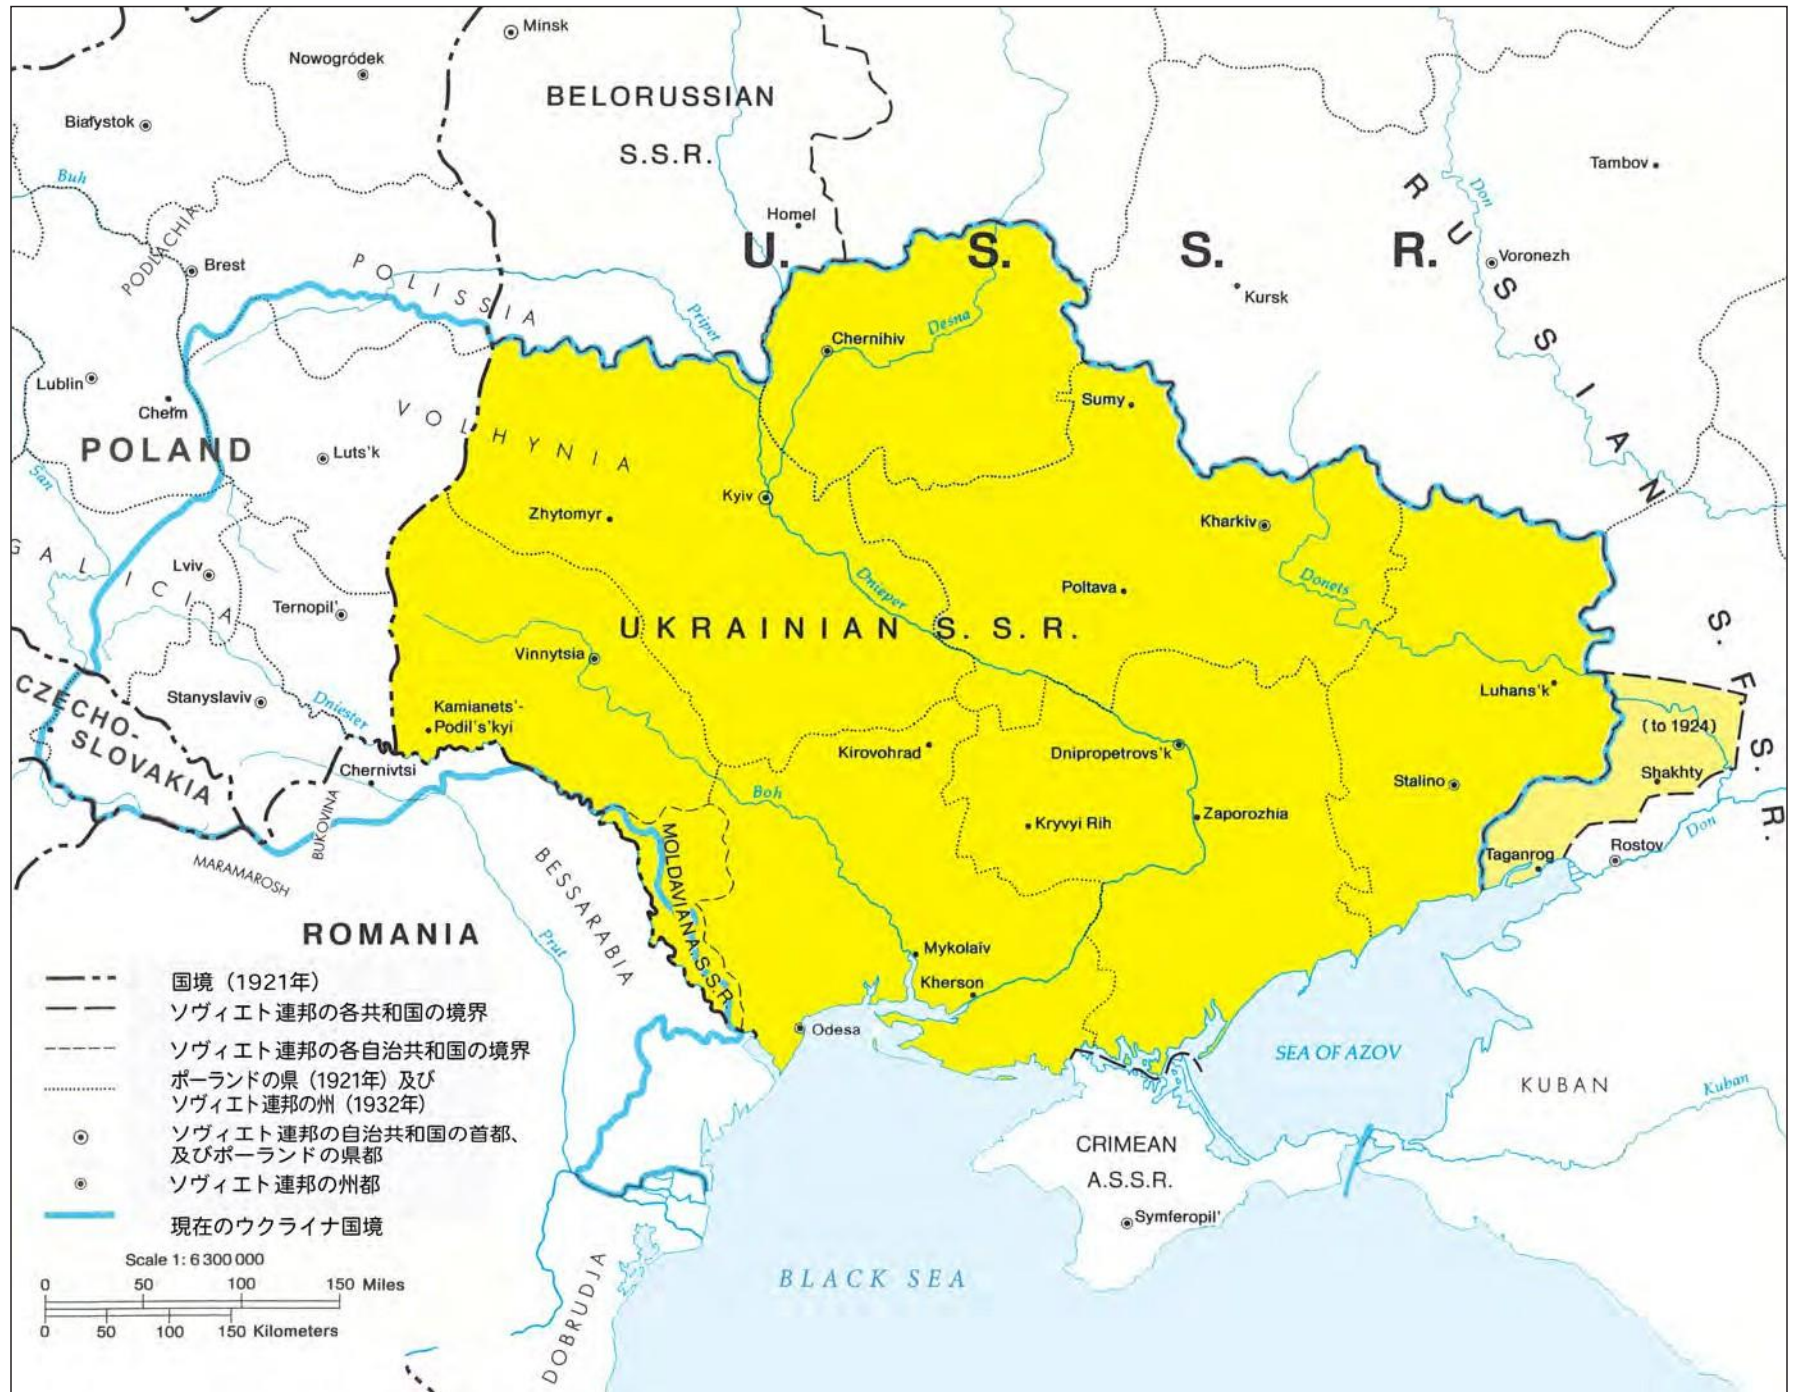 Minsk
Nowogródek
BELORUSSIAN
S.S.R.
Białystok
Tambov
Buh
Don
Homel
PODLACHIA
Brest
POLISSIA
U. S. S. R.
RUSSIAN S.F.S.R.
Voronezh
Kursk
Pripet
Desna
Chernihiv
Lublin
Chełm
Sumy
VOLHYNIA
POLAND
Luts'k
San
Kyiv
Zhytomyr
Kharkiv
GALICIA
Lviv
Ternopil'
Dnieper
Poltava
Donets
UKRAINIAN S. S. R.
Vinnytsia
CZECHO-
SLOVAKIA
Stanyslaviv
Dniester
Kamianets'-
Podil's'kyi
Luhans'k
(to 1924)
Kirovohrad
Dnipropetrovs'k
Chernivtsi
Stalino
Shakhty
Boh
BUKOVINA
Kryvyi Rih
Zaporozhia
Don
MARAMAROSH
BESSARABIA
MOLDAVIAN A.S.S.R.
Taganrog
Rostov
ROMANIA
Prut
Mykolaiv
Kherson
国境（1921年）
ソヴィエト連邦の各共和国の境界
Odesa
ソヴィエト連邦の各自治共和国の境界
SEA OF AZOV
ポーランドの県（1921年）及び
ソヴィエト連邦の州（1932年）
KUBAN
Kuban
ソヴィエト連邦の自治共和国の首都、
及びポーランドの県都
CRIMEAN
A.S.S.R.
ソヴィエト連邦の州都
Symferopil'
現在のウクライナ国境
Scale 1: 6 300 000
0 50 100 150 Miles
0 50 100 150 Kilometers
BLACK SEA
DOBRUDJA